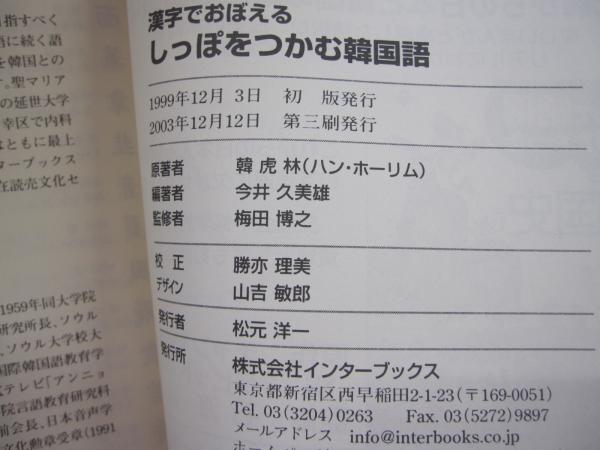 漢字でおぼえる
しっぽをつかむ韓国語
1999年12月 3日 初 版発行
2003年12月12日 第三刷発行
原著者 韓 虎 林(ハン・ホーリム)
編著者 今井 久美雄
監修者 梅田 博之
校 正 勝亦 理美
デザイン 山吉 敏郎
発行者 松元 洋一
発行所 株式会社インターブックス
東京都新宿区西早稲田2-1-23(〒169-0051)
Tel. 03(3204)0263 Fax. 03(5272)9897
メールアドレス info@interbooks.co.jp
指すべく
語に続く語
を韓国との
す。聖マリア
の延世大学
幸区で内科
はともに最上
ターブックス
在読売文化セ
1959年同大学院
研究所長、ソウル
、ソウル大学校大
国際韓国語教育学
テレビ「アンニョ
院言語教育研究科
前会長、日本音声学
文化勲章受章(1991
国史